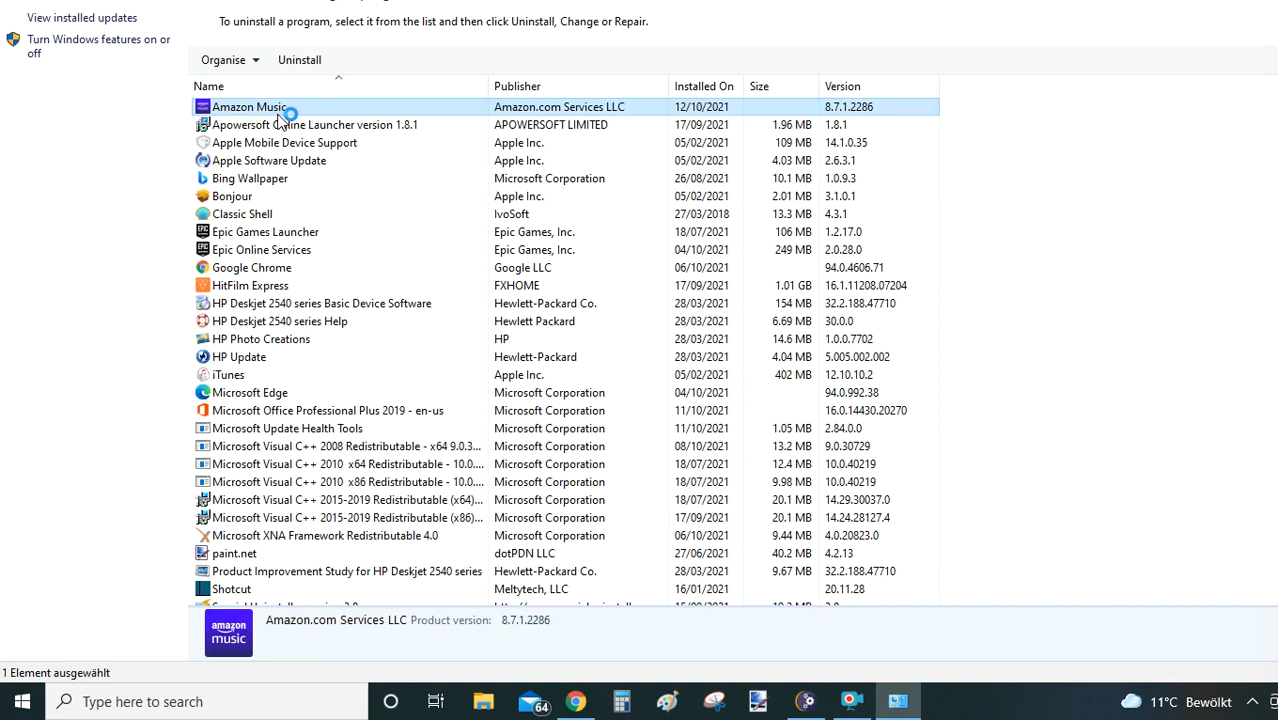 View installed updates
Turn Windows features on or
off
To uninstall a program, select it from the list and then click Uninstall, Change or Repair.
Organise Uninstall
Name Publisher Installed On Size Version
Amazon Music Amazon.com Services LLC 12/10/2021 8.7.1.2286
Apowersoft Online Launcher version 1.8.1 APOWERSOFT LIMITED 17/09/2021 1.96 MB 1.8.1
Apple Mobile Device Support Apple Inc. 05/02/2021 109 MB 14.1.0.35
Apple Software Update Apple Inc. 05/02/2021 4.03 MB 2.6.3.1
Bing Wallpaper Microsoft Corporation 26/08/2021 10.1 MB 1.0.9.3
Bonjour Apple Inc. 05/02/2021 2.01 MB 3.1.0.1
Classic Shell IvoSoft 27/03/2018 13.3 MB 4.3.1
Epic Games Launcher Epic Games, Inc. 18/07/2021 106 MB 1.2.17.0
Epic Online Services Epic Games, Inc. 04/10/2021 249 MB 2.0.28.0
Google Chrome Google LLC 06/10/2021 94.0.4606.71
HitFilm Express FXHOME 17/09/2021 1.01 GB 16.1.11208.07204
HP Deskjet 2540 series Basic Device Software Hewlett-Packard Co. 28/03/2021 154 MB 32.2.188.47710
HP Deskjet 2540 series Help Hewlett Packard 28/03/2021 6.69 MB 30.0.0
HP Photo Creations HP 28/03/2021 14.6 MB 1.0.0.7702
HP Update Hewlett-Packard 28/03/2021 4.04 MB 5.005.002.002
iTunes Apple Inc. 05/02/2021 402 MB 12.10.10.2
Microsoft Edge Microsoft Corporation 04/10/2021 94.0.992.38
Microsoft Office Professional Plus 2019 - en-us Microsoft Corporation 11/10/2021 16.0.14430.20270
Microsoft Update Health Tools Microsoft Corporation 11/10/2021 1.05 MB 2.84.0.0
Microsoft Visual C++ 2008 Redistributable - x64 9.0.3... Microsoft Corporation 08/10/2021 13.2 MB 9.0.30729
Microsoft Visual C++ 2010 x64 Redistributable - 10.0.... Microsoft Corporation 18/07/2021 12.4 MB 10.0.40219
Microsoft Visual C++ 2010 x86 Redistributable - 10.0.... Microsoft Corporation 18/07/2021 9.98 MB 10.0.40219
Microsoft Visual C++ 2015-2019 Redistributable (x64)... Microsoft Corporation 18/07/2021 20.1 MB 14.29.30037.0
Microsoft Visual C++ 2015-2019 Redistributable (x86)... Microsoft Corporation 17/09/2021 20.1 MB 14.24.28127.4
Microsoft XNA Framework Redistributable 4.0 Microsoft Corporation 06/10/2021 9.44 MB 4.0.20823.0
paint.net dotPDN LLC 27/06/2021 40.2 MB 4.2.13
Product Improvement Study for HP Deskjet 2540 series Hewlett-Packard Co. 28/03/2021 9.67 MB 32.2.188.47710
Shotcut Meltytech, LLC 16/01/2021 20.11.28
amazon
music
Amazon.com Services LLC Product version: 8.7.1.2286
1 Element ausgewählt
Type here to search
64
11°C Bewölkt